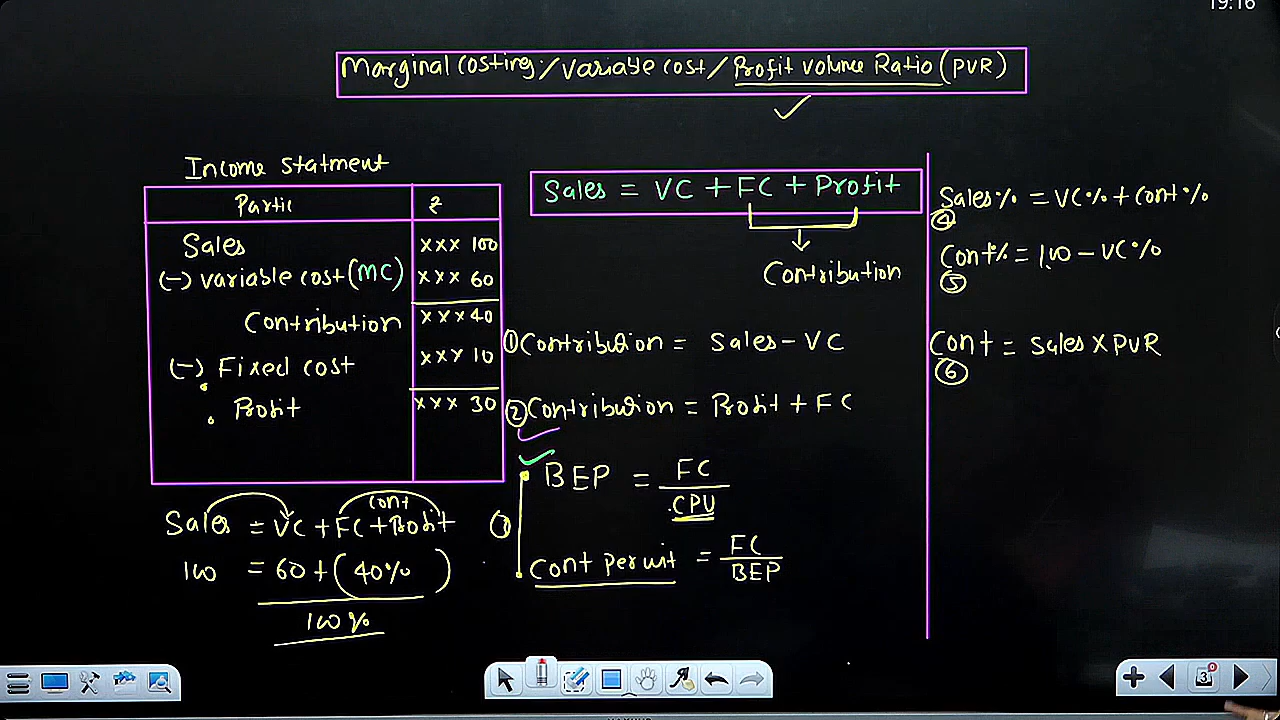 19:16
Marginal costing/variable cost/Profit volume Ratio (PVR)
Income statment
Partic ₹
Sales xxx 100
(-) variable cost (MC) xxx 60
Contribution xxx 40
(-) Fixed cost xxx 10
Profit xxx 30
Sales = VC + FC + Profit
cont
100 = 60 + (40%)
100%
Sales = VC + FC + Profit
Contribution
① Contribution = Sales - VC
② Contribution = Profit + FC
BEP = FC / CPU
Cont per unit = FC / BEP
Sales% = VC% + Cont%
④
Cont% = 100 - VC%
⑤
Cont = Sales X PVR
⑥
3